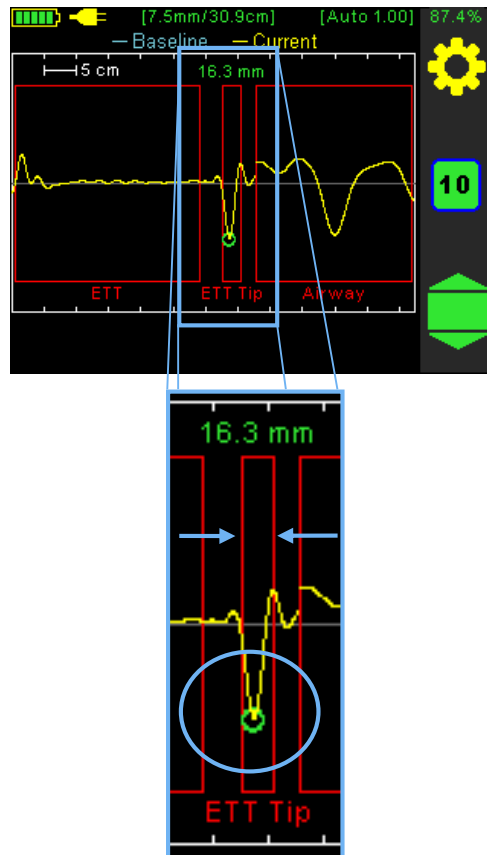 [7.5mm/30.9cm] [Auto 1.00] 87.4%
— Baseline — Current
5 cm 16.3 mm
10
ETT ETT Tip Airway
16.3 mm
ETT Tip